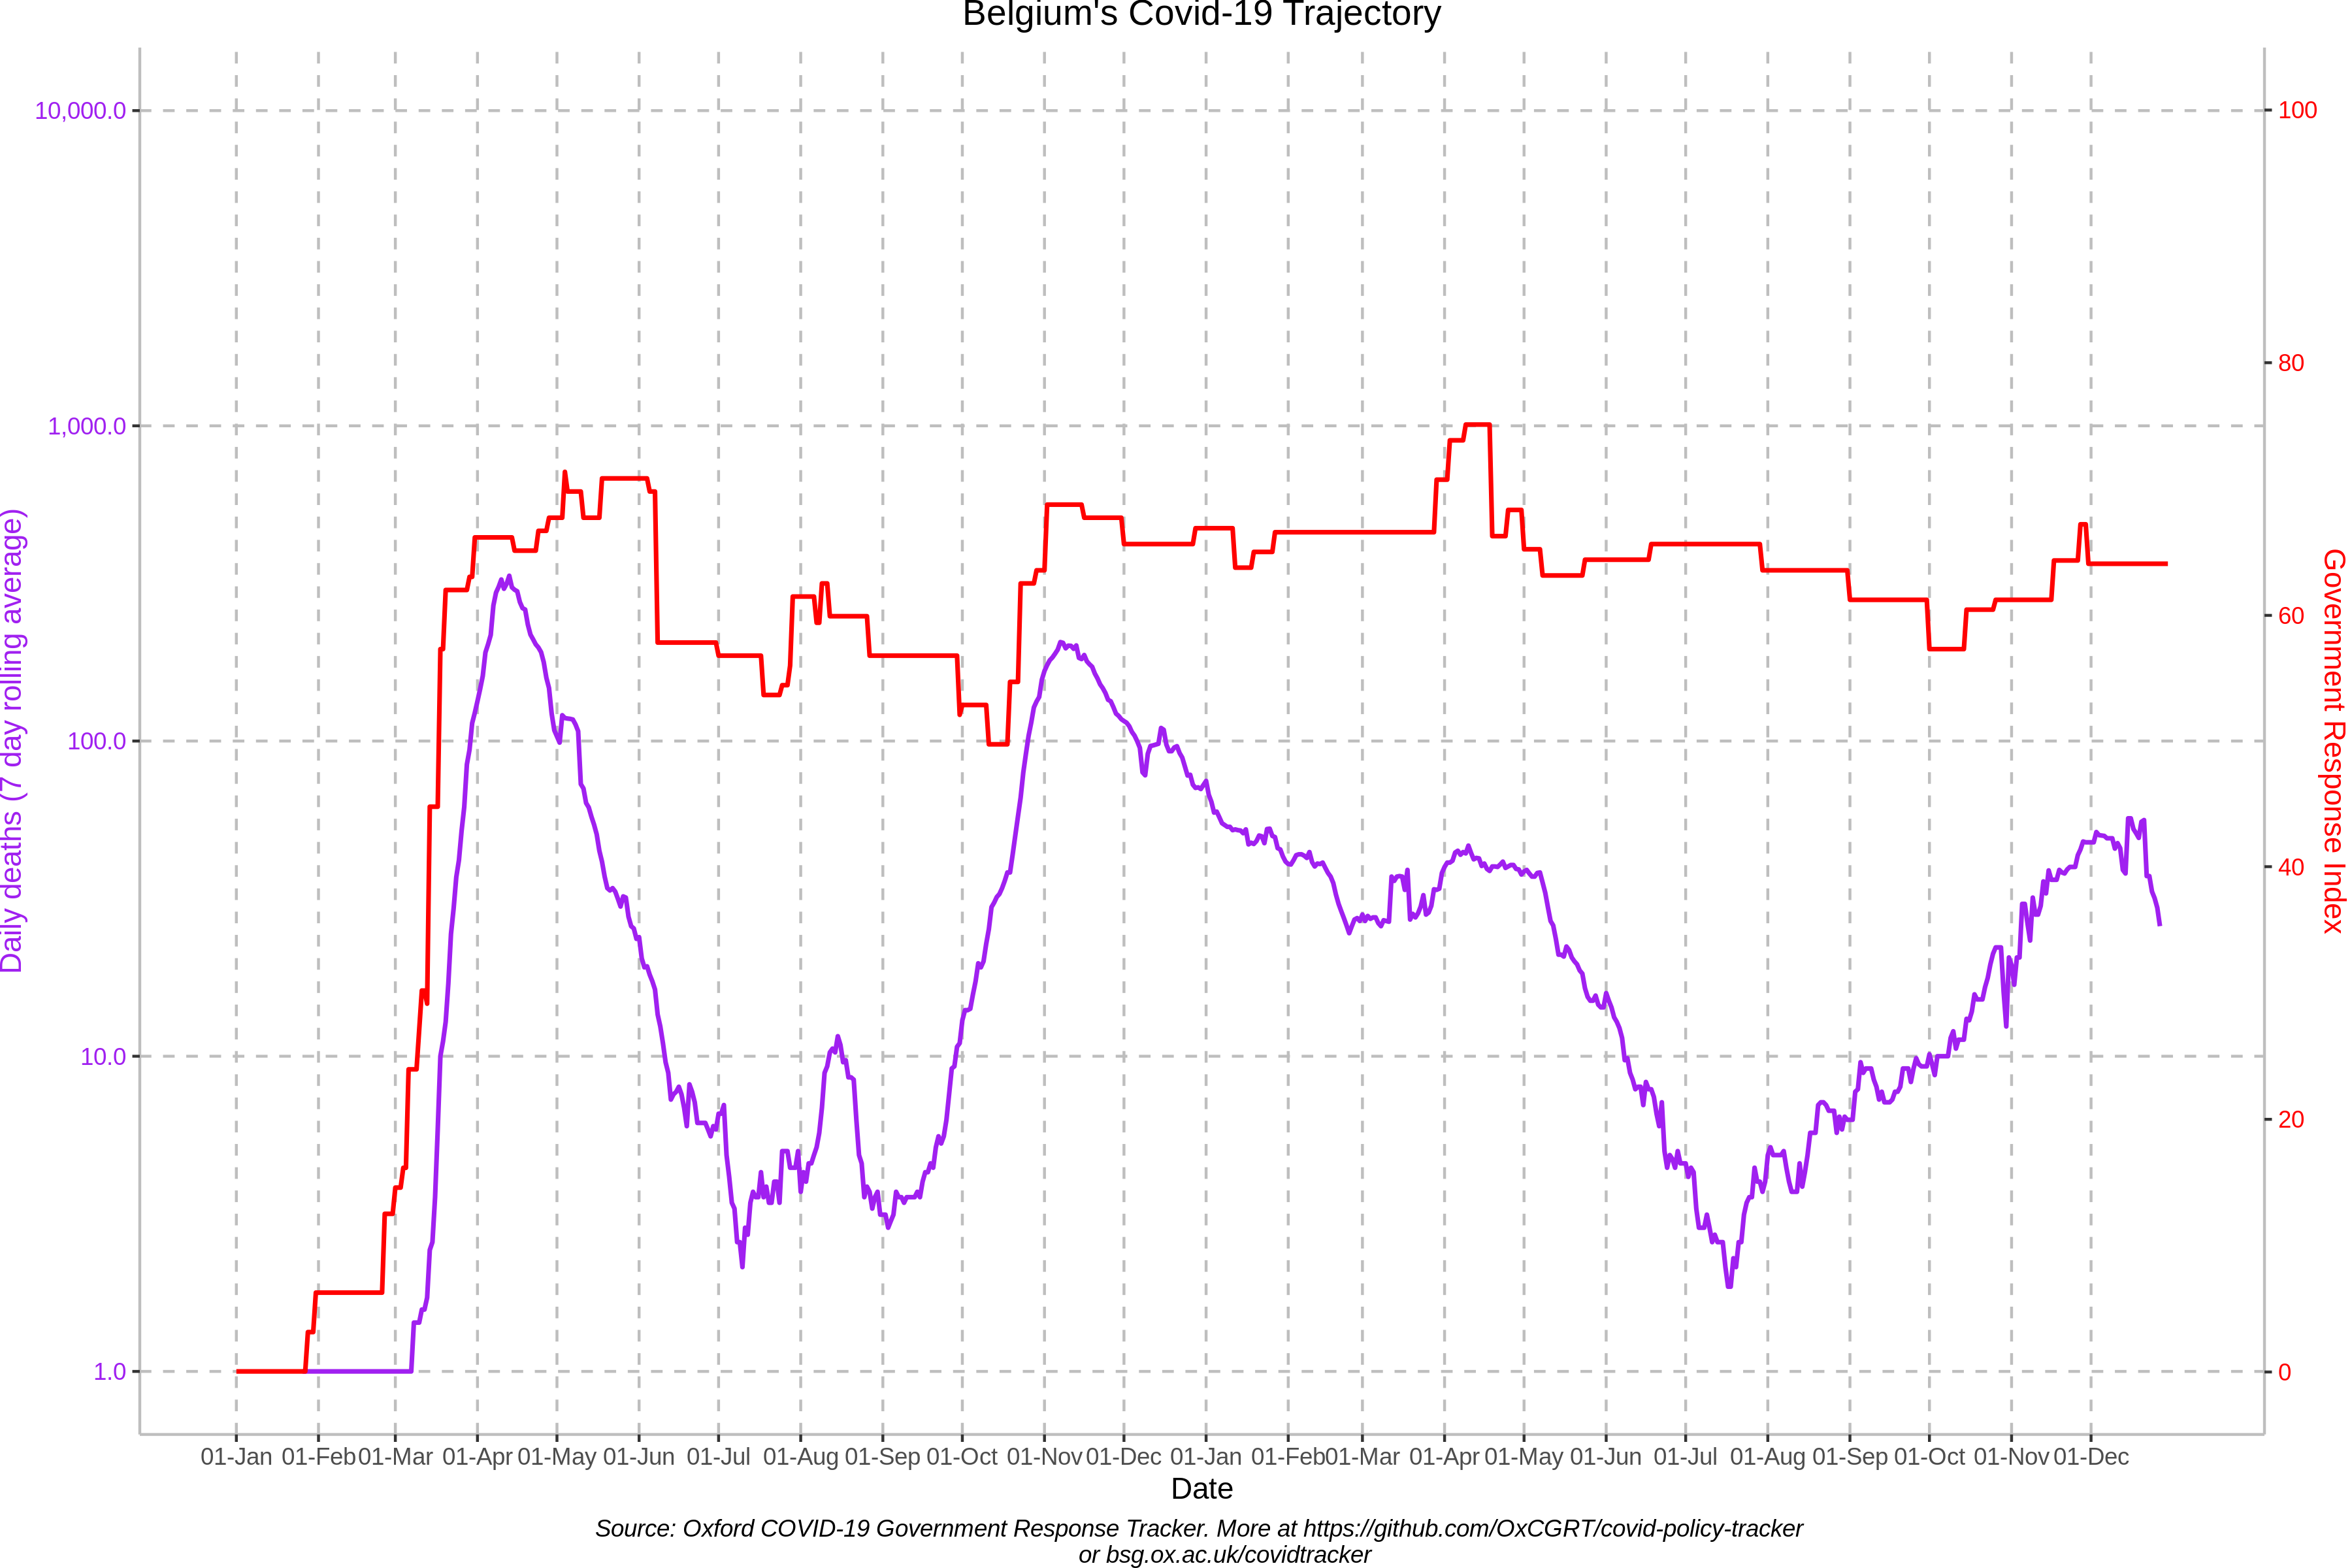 Belgium's Covid-19 Trajectory
10,000.0
1,000.0
100.0
10.0
1.0
Daily deaths (7 day rolling average)
100
80
60
40
20
0
Government Response Index
01-Jan 01-Feb 01-Mar 01-Apr 01-May 01-Jun 01-Jul 01-Aug 01-Sep 01-Oct 01-Nov 01-Dec 01-Jan 01-Feb 01-Mar 01-Apr 01-May 01-Jun 01-Jul 01-Aug 01-Sep 01-Oct 01-Nov 01-Dec
Date
Source: Oxford COVID-19 Government Response Tracker. More at https://github.com/OxCGRT/covid-policy-tracker
or bsg.ox.ac.uk/covidtracker